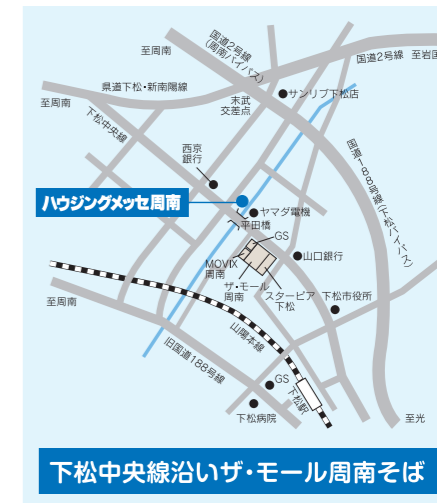 至周南
国道2号線
(周南バイパス)
国道2号線
至岩国
県道下松・新南陽線
至周南
末武
交差点
サンリブ下松店
下松中央線
西京
銀行
国道188号線(下松バイパス)
ハウジングメッセ周南
ヤマダ電機
平田橋
GS
MOVIX
周南
山口銀行
ザ・モール
周南
スターピア
下松
下松市役所
至周南
山陽本線
旧国道188号線
GS
下松駅
下松病院
至光
下松中央線沿いザ・モール周南そば